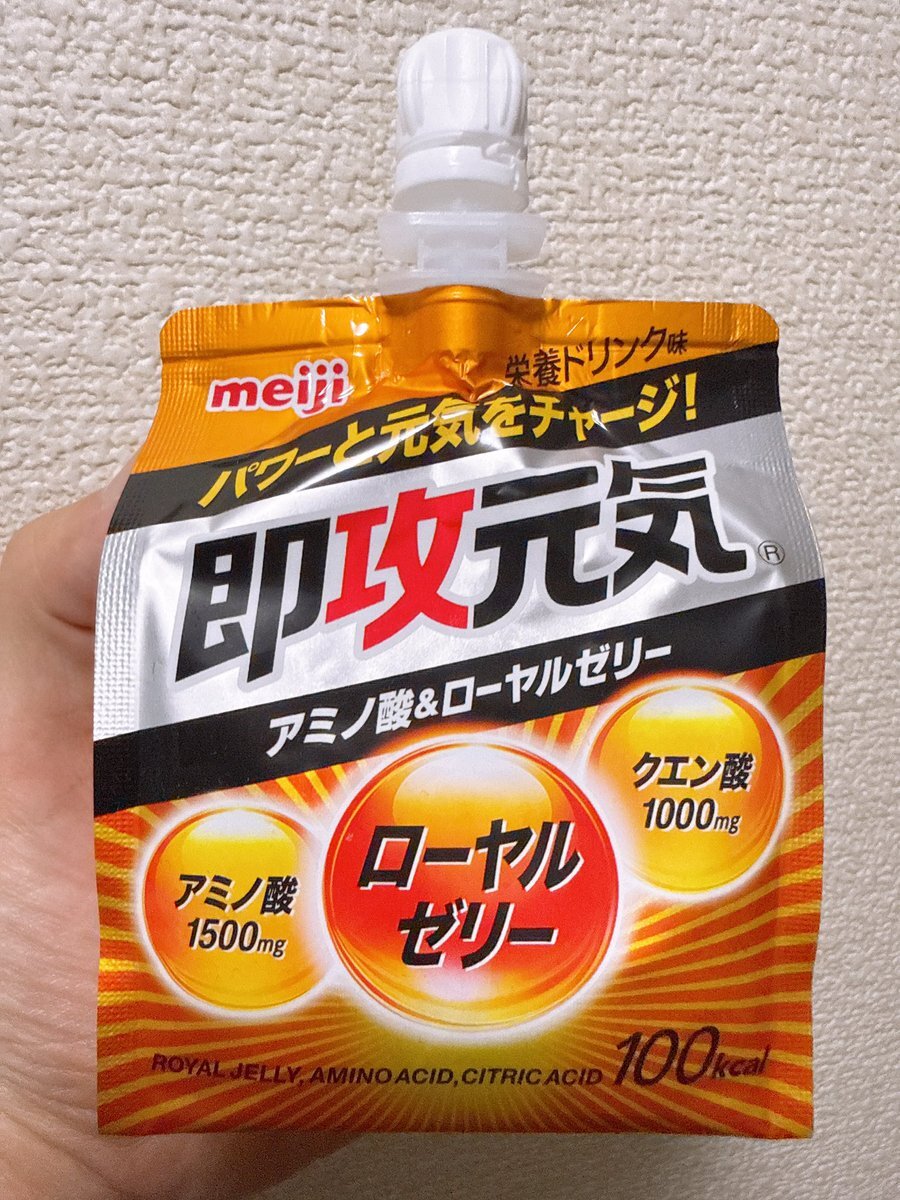 meiji
栄養ドリンク味
パワーと元気をチャージ!
即攻元気®
アミノ酸&ローヤルゼリー
クエン酸
1000mg
ローヤル
ゼリー
アミノ酸
1500mg
ROYAL JELLY, AMINO ACID, CITRIC ACID 100kcal